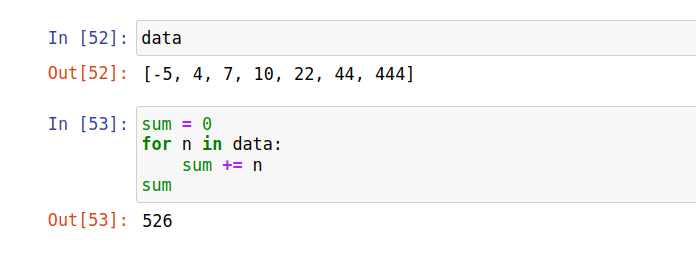 In [52]: data
Out[52]: [-5, 4, 7, 10, 22, 44, 444]
In [53]: sum = 0
for n in data:
    sum += n
sum
Out[53]: 526